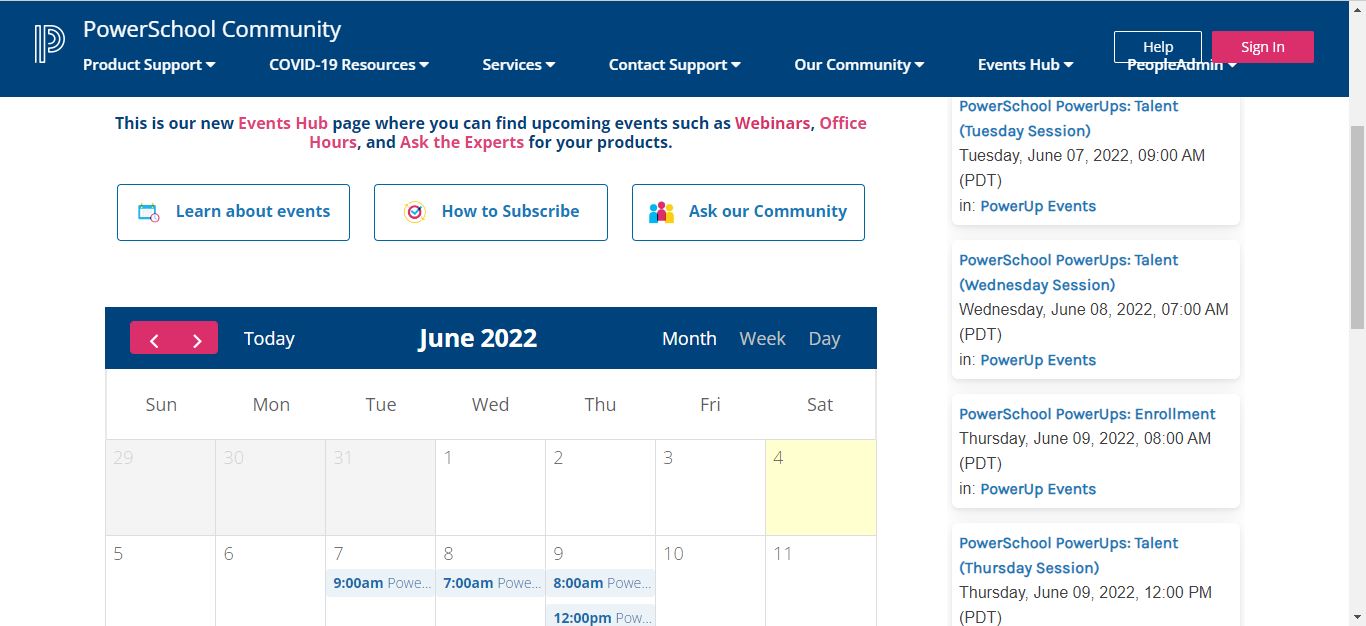 PowerSchool Community
Help
Sign In
Product Support
COVID-19 Resources
Services
Contact Support
Our Community
Events Hub
PeopleAdmin
This is our new Events Hub page where you can find upcoming events such as Webinars, Office
Hours, and Ask the Experts for your products.
Learn about events
How to Subscribe
Ask our Community
Today
June 2022
Month
Week
Day
Sun
Mon
Tue
Wed
Thu
Fri
Sat
29
30
31
1
2
3
4
5
6
7
8
9
10
11
9:00am Powe...
7:00am Powe...
8:00am Powe...
12:00pm Pow...
PowerSchool PowerUps: Talent
(Tuesday Session)
Tuesday, June 07, 2022, 09:00 AM
(PDT)
in: PowerUp Events
PowerSchool PowerUps: Talent
(Wednesday Session)
Wednesday, June 08, 2022, 07:00 AM
(PDT)
in: PowerUp Events
PowerSchool PowerUps: Enrollment
Thursday, June 09, 2022, 08:00 AM
(PDT)
in: PowerUp Events
PowerSchool PowerUps: Talent
(Thursday Session)
Thursday, June 09, 2022, 12:00 PM
(PDT)